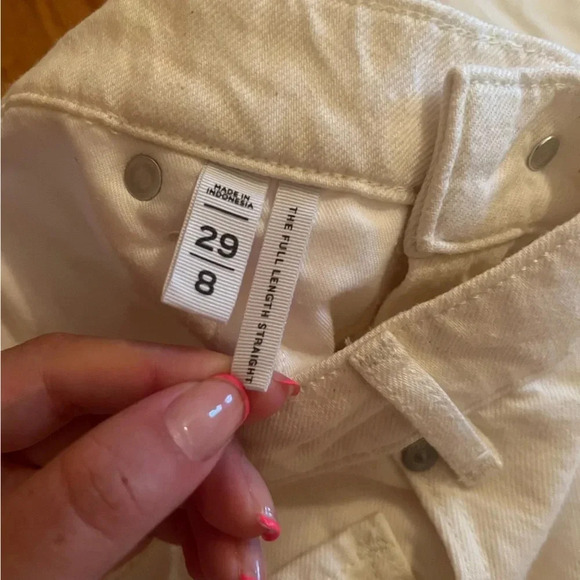 MADE IN
INDONESIA
29
8
THE FULL LENGTH STRAIGHT